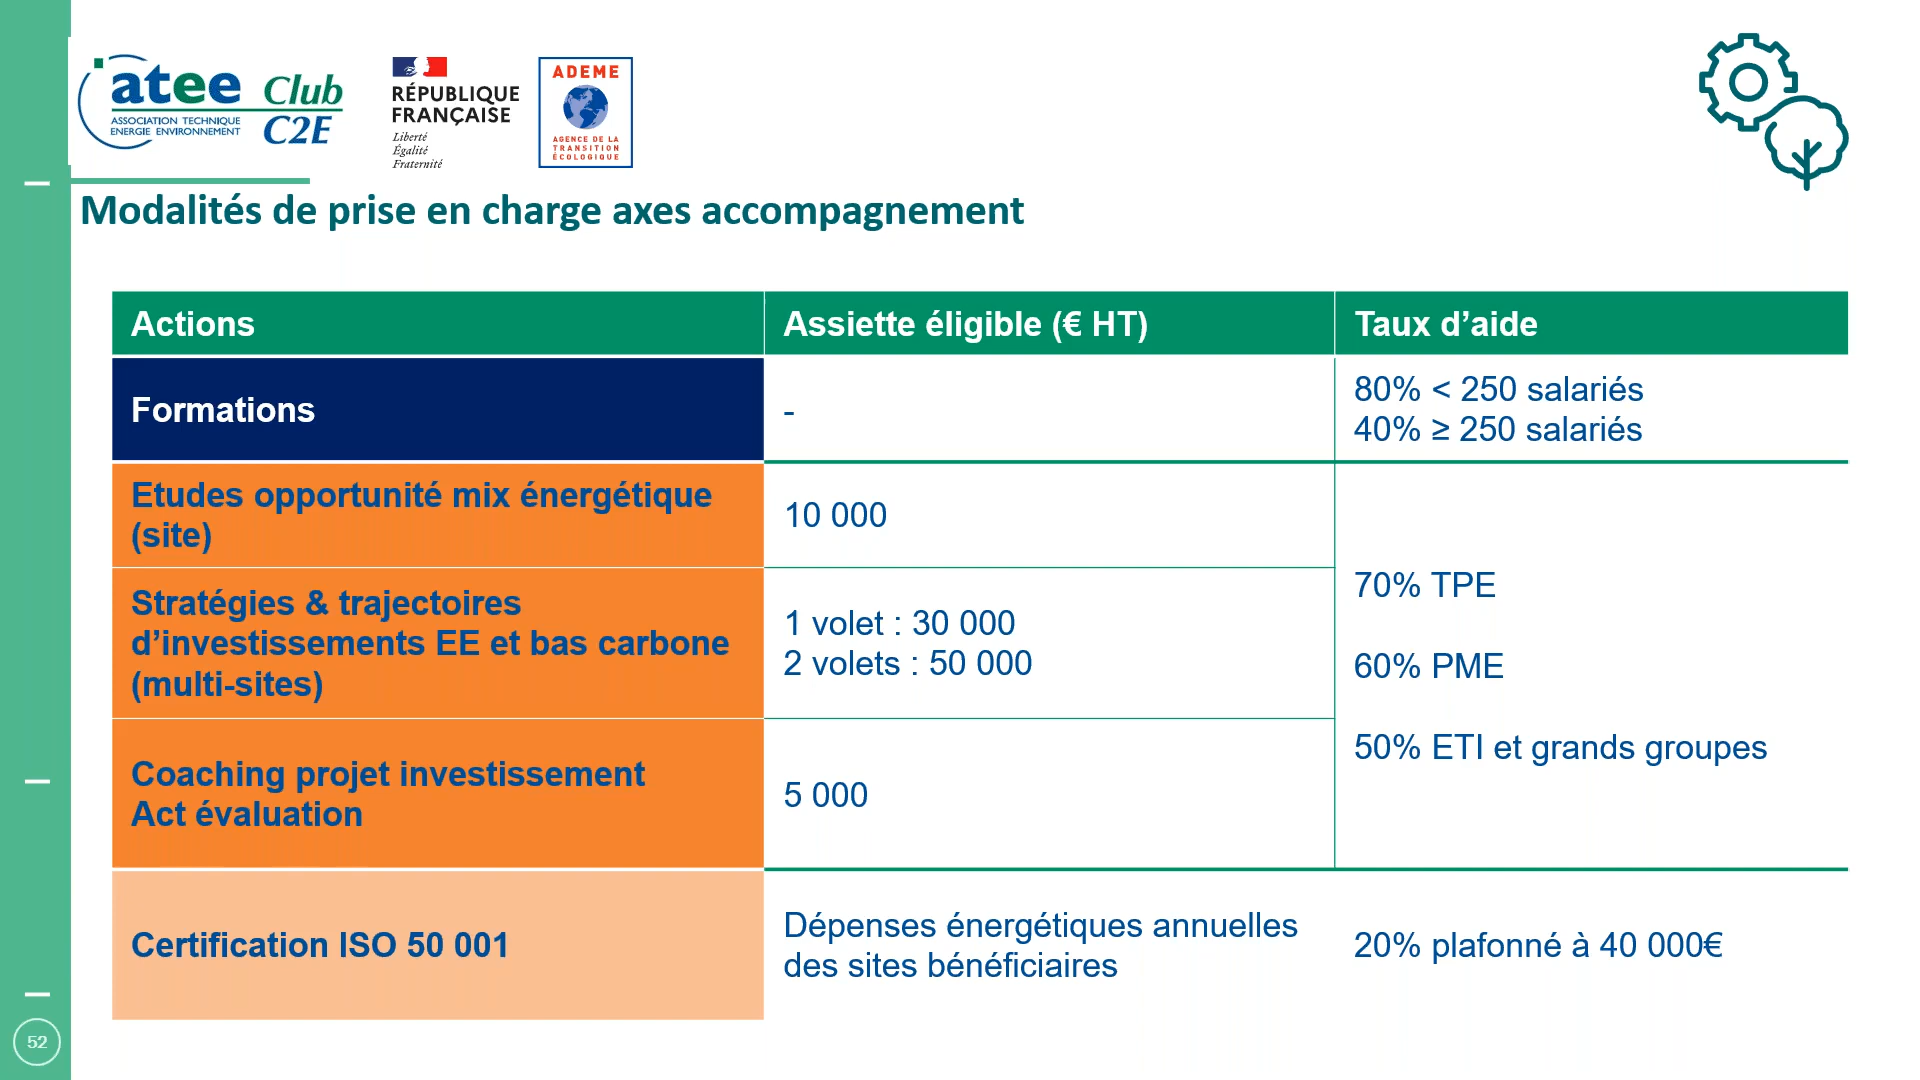 atee Club
ASSOCIATION TECHNIQUE
ENERGIE ENVIRONNEMENT
C2E
RÉPUBLIQUE
FRANÇAISE
Liberté
Égalité
Fraternité
ADEME
AGENCE DE LA
TRANSITION
ÉCOLOGIQUE
Modalités de prise en charge axes accompagnement
Actions
Assiette éligible (€ HT)
Taux d’aide
Formations
-
80% < 250 salariés
40% ≥ 250 salariés
Etudes opportunité mix énergétique
(site)
10 000
Stratégies & trajectoires
d’investissements EE et bas carbone
(multi-sites)
1 volet : 30 000
2 volets : 50 000
70% TPE
60% PME
50% ETI et grands groupes
Coaching projet investissement
Act évaluation
5 000
Certification ISO 50 001
Dépenses énergétiques annuelles
des sites bénéficiaires
20% plafonné à 40 000€
52